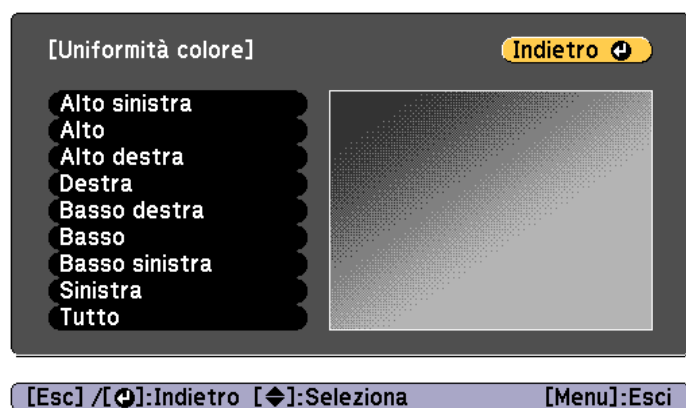 [Uniformità colore] Indietro
Alto sinistra
Alto
Alto destra
Destra
Basso destra
Basso
Basso sinistra
Sinistra
Tutto
[Esc] /[⏎]:Indietro [◆]:Seleziona [Menu]:Esci